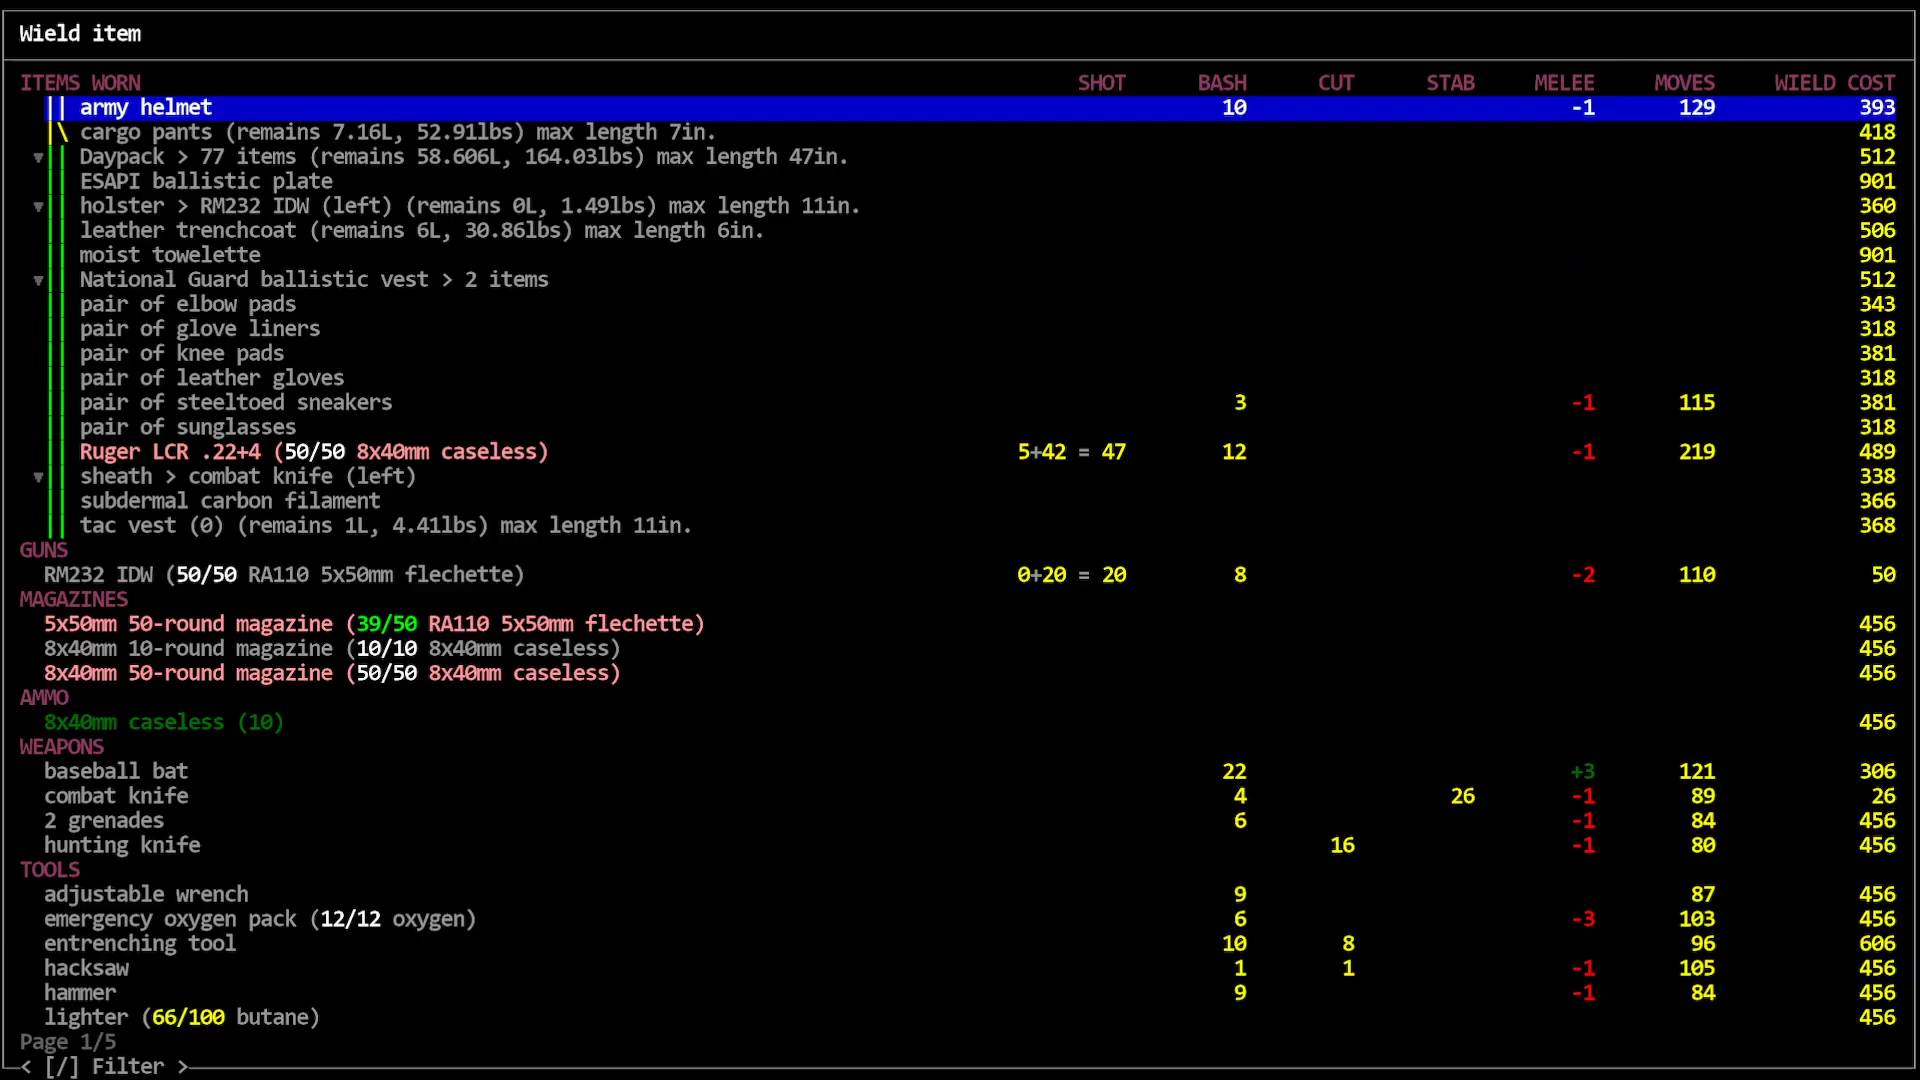 Wield item
ITEMS WORN SHOT BASH CUT STAB MELEE MOVES WIELD COST
|| army helmet 10 -1 129 393
|\ cargo pants (remains 7.16L, 52.91lbs) max length 7in. 418
▼|| Daypack > 77 items (remains 58.606L, 164.03lbs) max length 47in. 512
|| ESAPI ballistic plate 901
▼|| holster > RM232 IDW (left) (remains 0L, 1.49lbs) max length 11in. 360
|| leather trenchcoat (remains 6L, 30.86lbs) max length 6in. 506
|| moist towelette 901
▼|| National Guard ballistic vest > 2 items 512
|| pair of elbow pads 343
|| pair of glove liners 318
|| pair of knee pads 381
|| pair of leather gloves 318
|| pair of steeltoed sneakers 3 -1 115 381
|| pair of sunglasses 318
|| Ruger LCR .22+4 (50/50 8x40mm caseless) 5+42 = 47 12 -1 219 489
▼|| sheath > combat knife (left) 338
|| subdermal carbon filament 366
|| tac vest (0) (remains 1L, 4.41lbs) max length 11in. 368
GUNS
RM232 IDW (50/50 RA110 5x50mm flechette) 0+20 = 20 8 -2 110 50
MAGAZINES
5x50mm 50-round magazine (39/50 RA110 5x50mm flechette) 456
8x40mm 10-round magazine (10/10 8x40mm caseless) 456
8x40mm 50-round magazine (50/50 8x40mm caseless) 456
AMMO
8x40mm caseless (10) 456
WEAPONS
baseball bat 22 +3 121 306
combat knife 4 26 -1 89 26
2 grenades 6 -1 84 456
hunting knife 16 -1 80 456
TOOLS
adjustable wrench 9 87 456
emergency oxygen pack (12/12 oxygen) 6 -3 103 456
entrenching tool 10 8 96 606
hacksaw 1 1 -1 105 456
hammer 9 -1 84 456
lighter (66/100 butane) 456
Page 1/5
< [/] Filter >